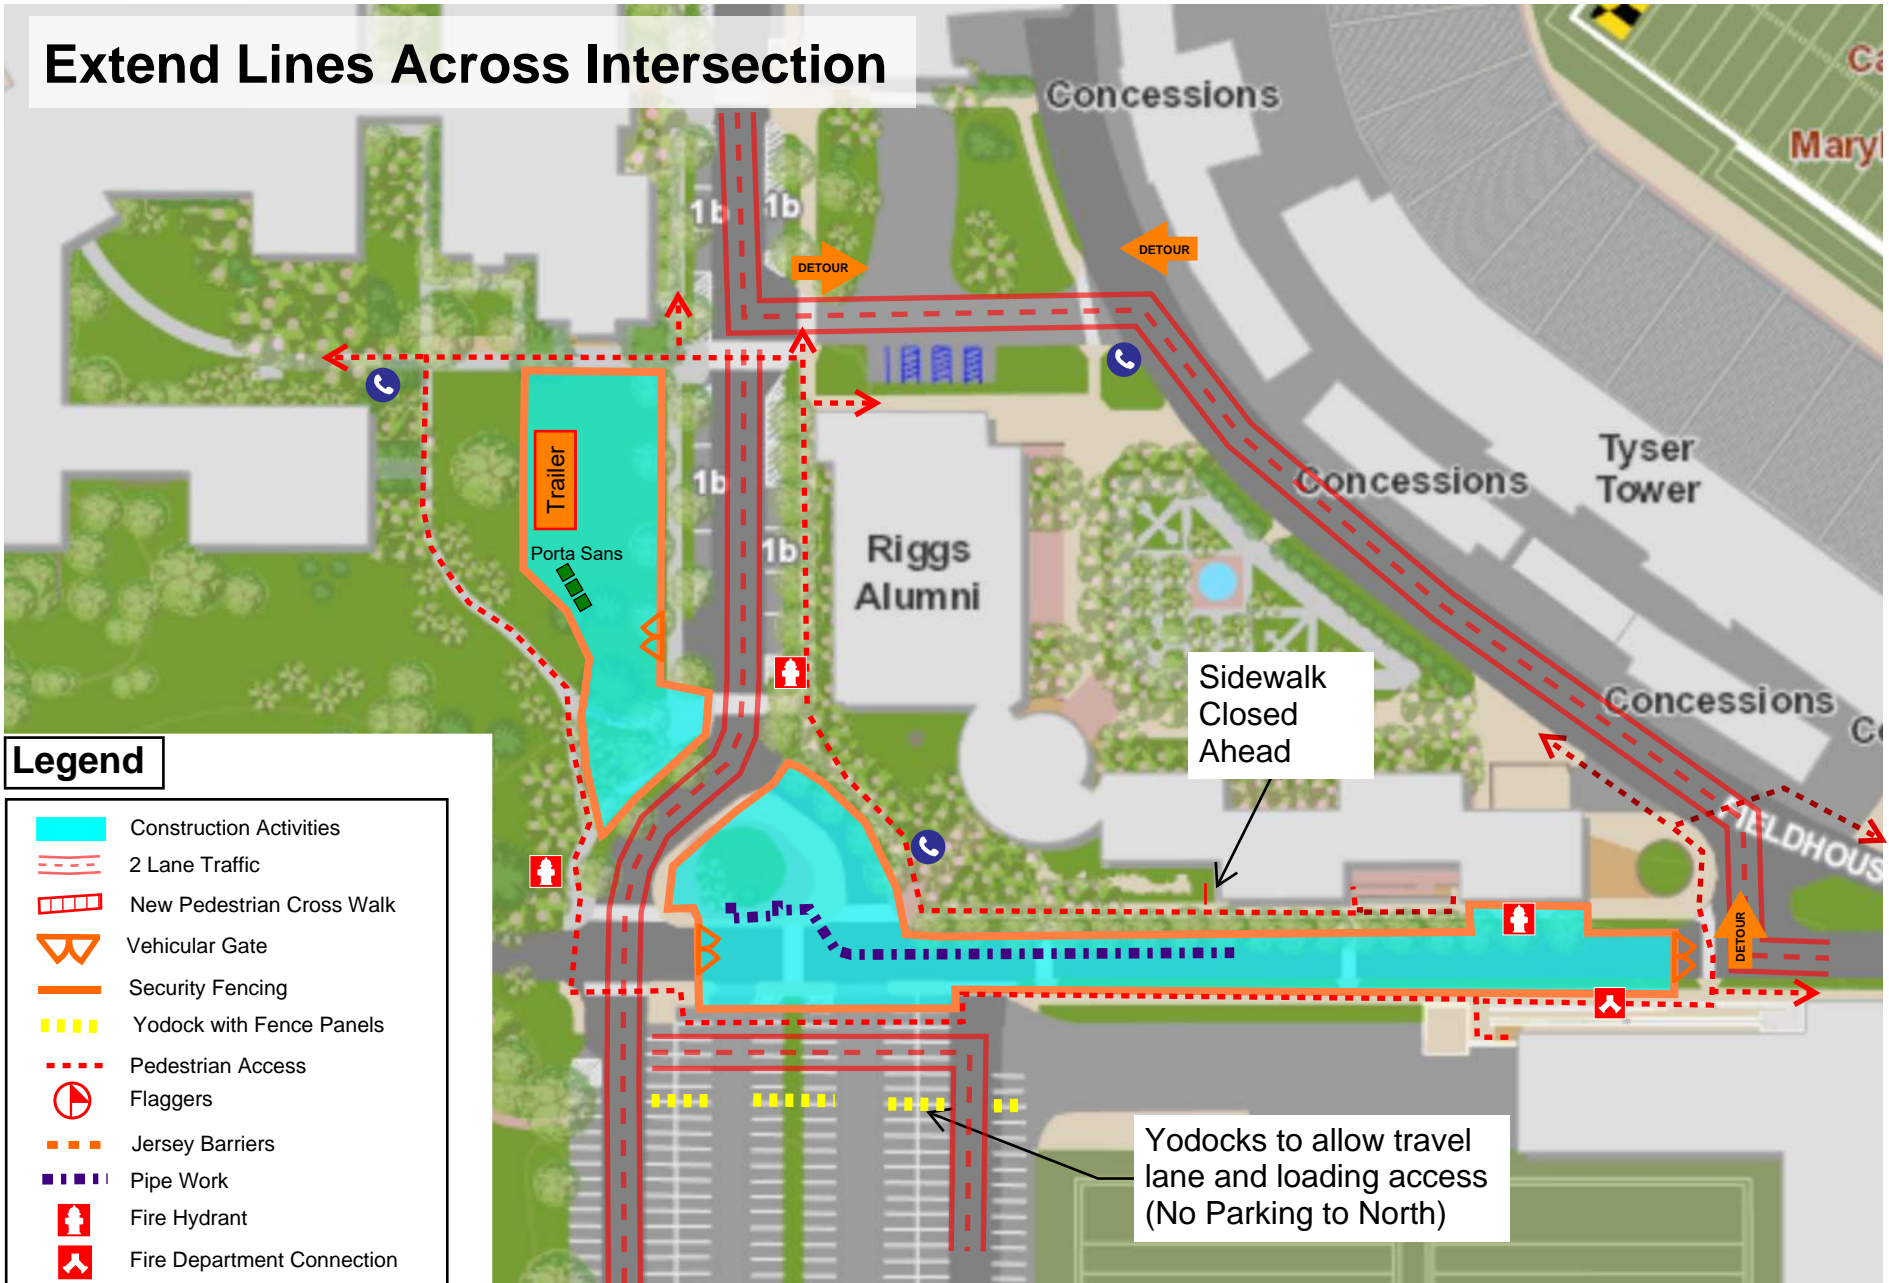 Extend Lines Across Intersection
Concessions
Ca
Mary
1b
1b
DETOUR
DETOUR
Trailer
1b
Porta Sans
1b
Riggs
Alumni
Concessions
Tyser
Tower
Sidewalk
Closed
Ahead
Concessions
FIELDHOUS
DETOUR
Yodocks to allow travel
lane and loading access
(No Parking to North)
Legend
Construction Activities
2 Lane Traffic
New Pedestrian Cross Walk
Vehicular Gate
Security Fencing
Yodock with Fence Panels
Pedestrian Access
Flaggers
Jersey Barriers
Pipe Work
Fire Hydrant
Fire Department Connection